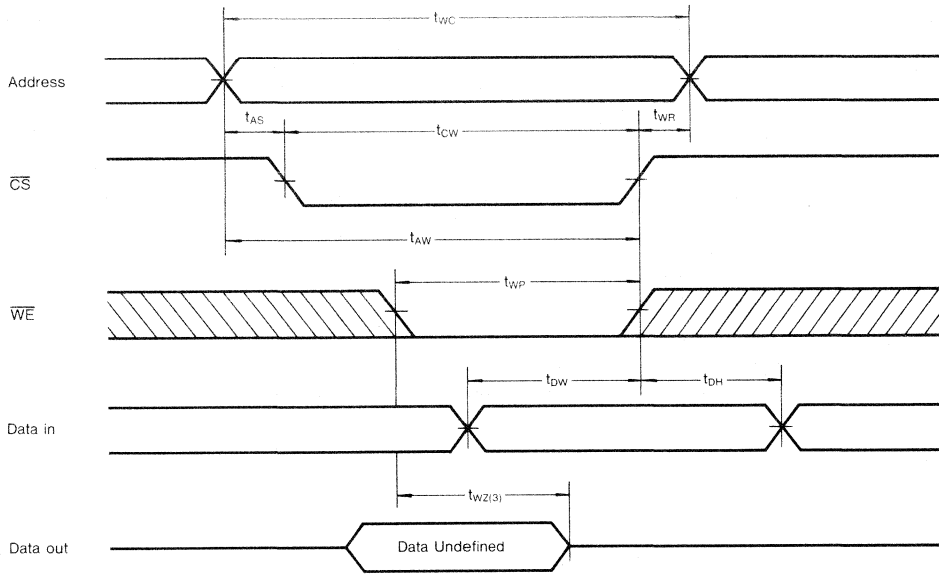 tWC
Address
tAS
tCW
tWR
CS
tAW
tWP
WE
tDW
tDH
Data in
tWZ(3)
Data out
Data Undefined